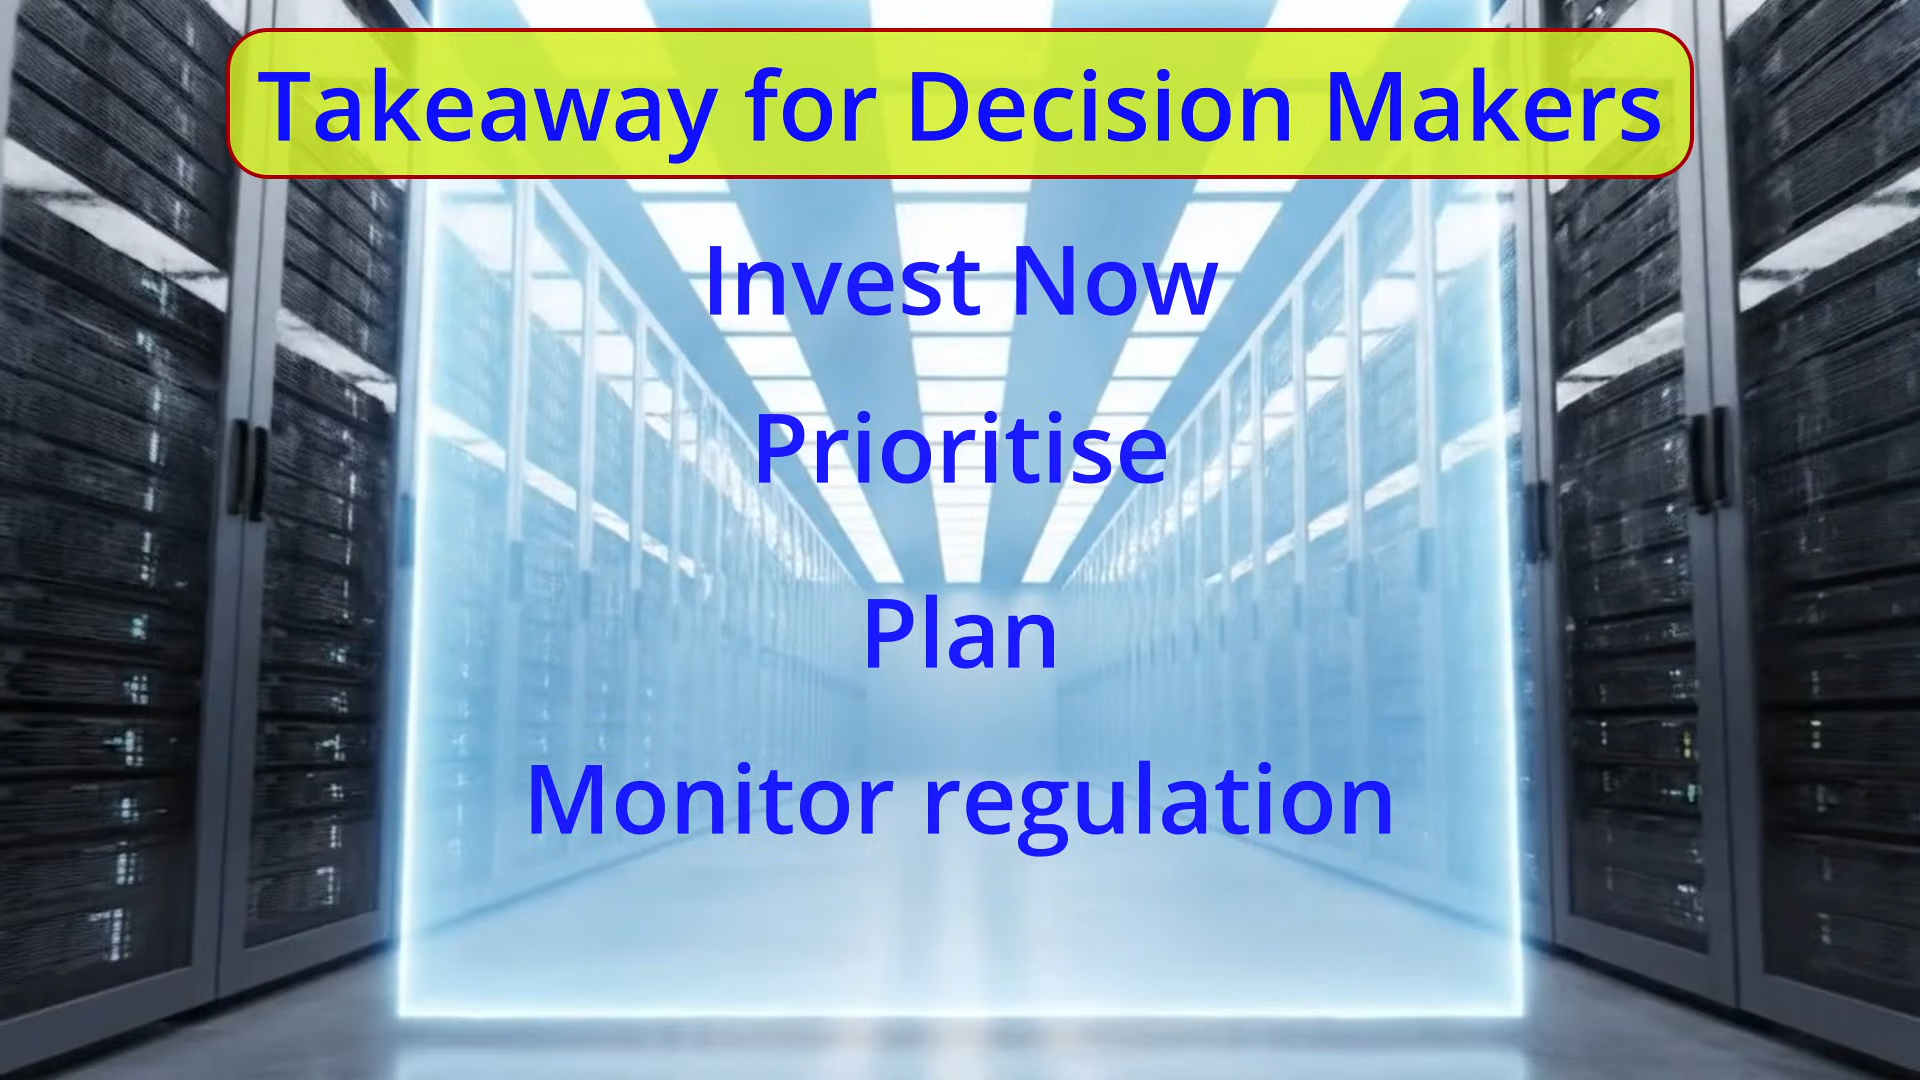 Takeaway for Decision Makers
Invest Now
Prioritise
Plan
Monitor regulation